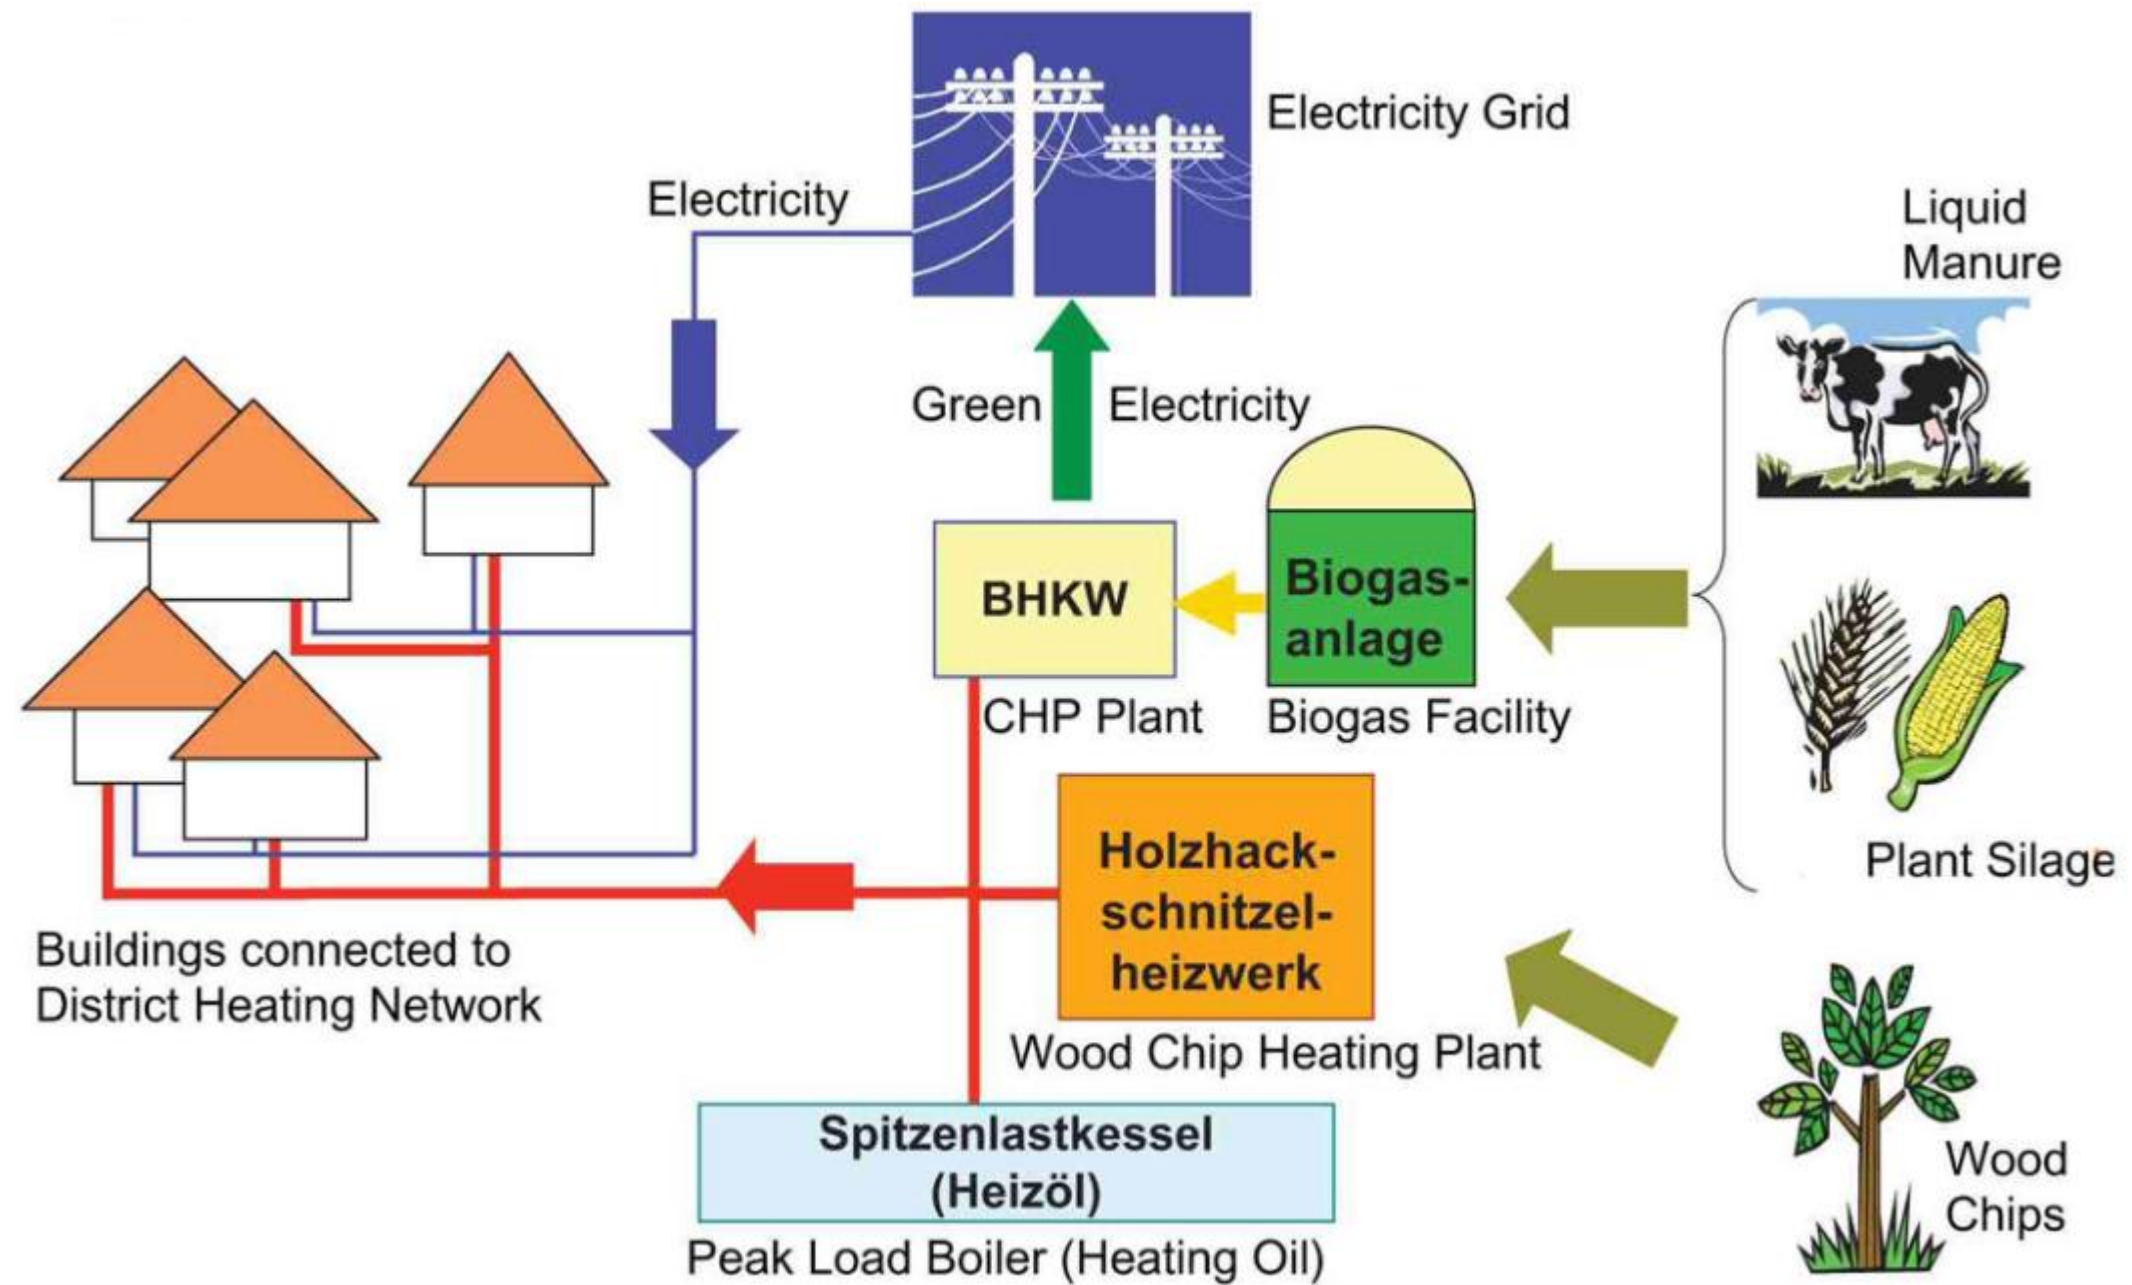 Electricity Grid
Electricity
Liquid
Manure
Green Electricity
BHKW
Biogas-
anlage
CHP Plant
Biogas Facility
Plant Silage
Holzhack-
schnitzel-
heizwerk
Buildings connected to
District Heating Network
Wood Chip Heating Plant
Spitzenlastkessel
(Heizöl)
Peak Load Boiler (Heating Oil)
Wood
Chips